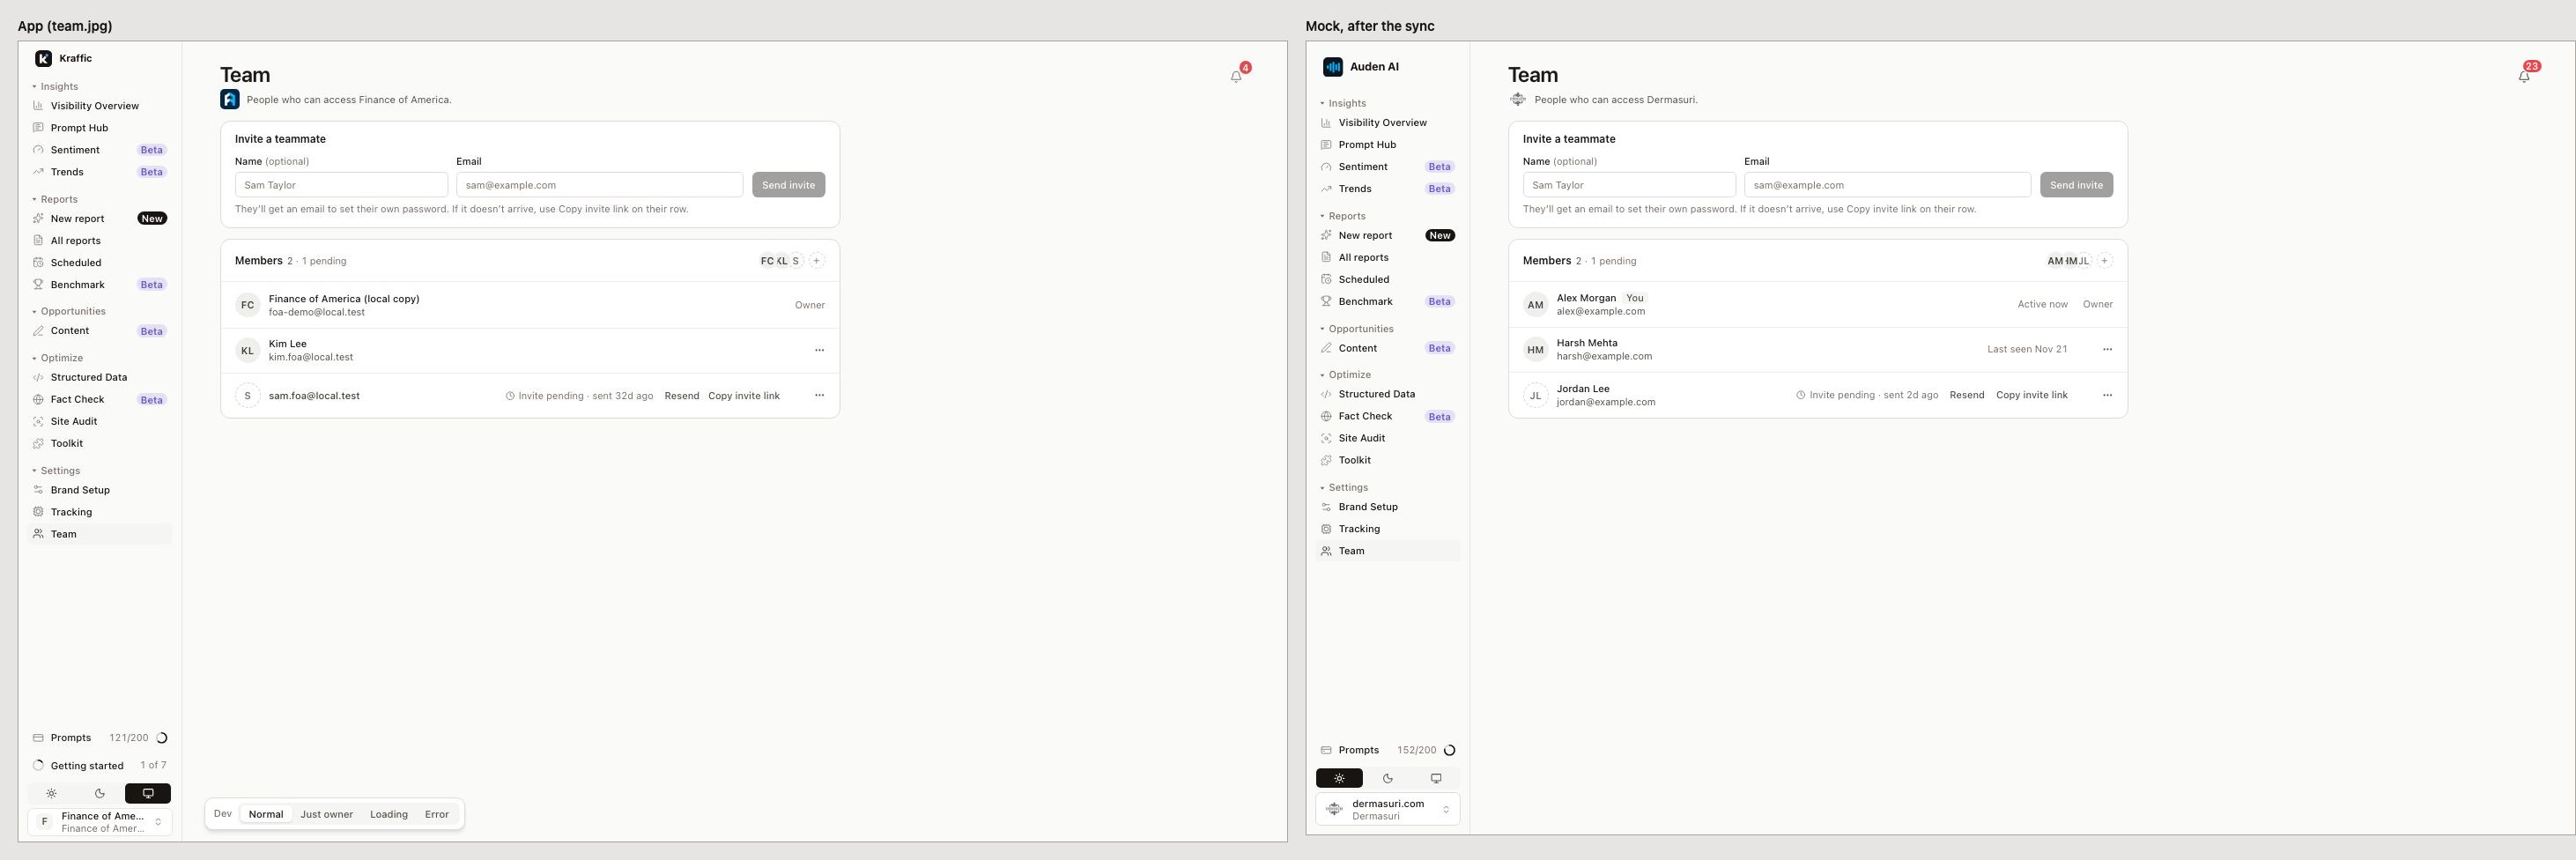 App (team.jpg)
Kraffic
Insights
Visibility Overview
Prompt Hub
Sentiment Beta
Trends Beta
Reports
New report New
All reports
Scheduled
Benchmark Beta
Opportunities
Content Beta
Optimize
Structured Data
Fact Check Beta
Site Audit
Toolkit
Settings
Brand Setup
Tracking
Team
Prompts 121/200
Getting started 1 of 7
F Finance of Ame...
Finance of Amer...
Team
4
People who can access Finance of America.
Invite a teammate
Name (optional) Email
Sam Taylor sam@example.com Send invite
They'll get an email to set their own password. If it doesn't arrive, use Copy invite link on their row.
Members 2 · 1 pending FC KL S +
FC Finance of America (local copy) Owner
foa-demo@local.test
KL Kim Lee
kim.foa@local.test
S sam.foa@local.test Invite pending · sent 32d ago Resend Copy invite link
Dev Normal Just owner Loading Error
Mock, after the sync
Auden AI
Insights
Visibility Overview
Prompt Hub
Sentiment Beta
Trends Beta
Reports
New report New
All reports
Scheduled
Benchmark Beta
Opportunities
Content Beta
Optimize
Structured Data
Fact Check Beta
Site Audit
Toolkit
Settings
Brand Setup
Tracking
Team
Prompts 152/200
dermasuri.com
Dermasuri
Team
23
People who can access Dermasuri.
Invite a teammate
Name (optional) Email
Sam Taylor sam@example.com Send invite
They'll get an email to set their own password. If it doesn't arrive, use Copy invite link on their row.
Members 2 · 1 pending AM HM JL +
AM Alex Morgan You Active now Owner
alex@example.com
HM Harsh Mehta Last seen Nov 21
harsh@example.com
JL Jordan Lee Invite pending · sent 2d ago Resend Copy invite link
jordan@example.com